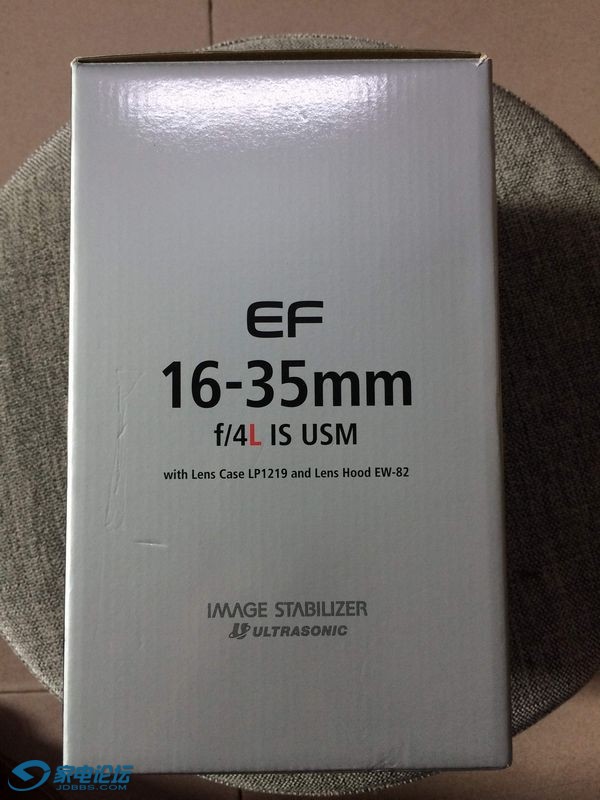 EF
16-35mm
f/4L IS USM
with Lens Case LP1219 and Lens Hood EW-82
IMAGE STABILIZER
ULTRASONIC
家电论坛
JDBBS.COM